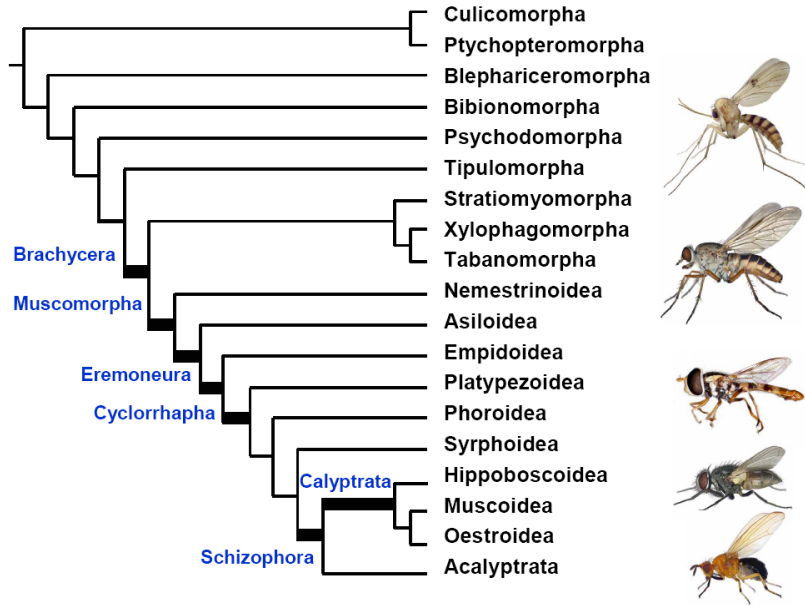 Culicomorpha
Ptychopteromorpha
Blephariceromorpha
Bibionomorpha
Psychodomorpha
Tipulomorpha
Stratiomyomorpha
Xylophagomorpha
Brachycera
Tabanomorpha
Nemestrinoidea
Muscomorpha
Asiloidea
Empidoidea
Eremoneura
Platypezoidea
Cyclorrhapha
Phoroidea
Syrphoidea
Hippoboscoidea
Calyptrata
Muscoidea
Oestroidea
Schizophora
Acalyptrata